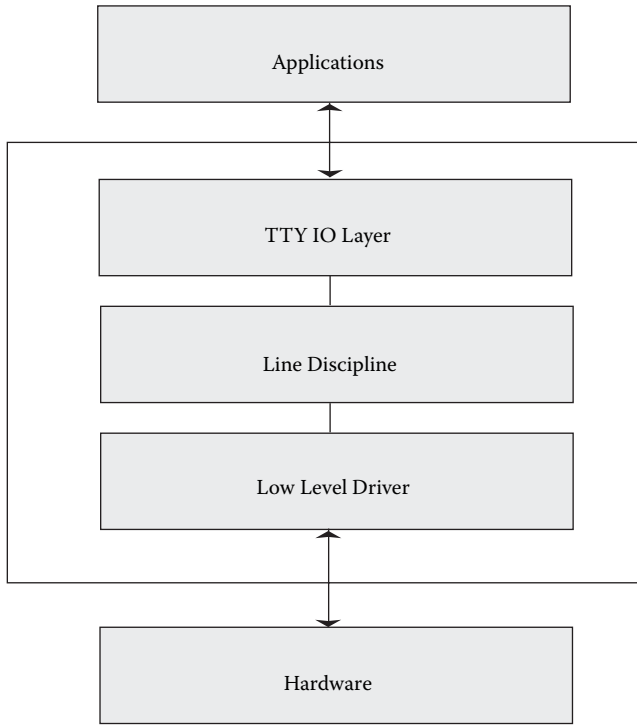 Applications
TTY IO Layer
Line Discipline
Low Level Driver
Hardware